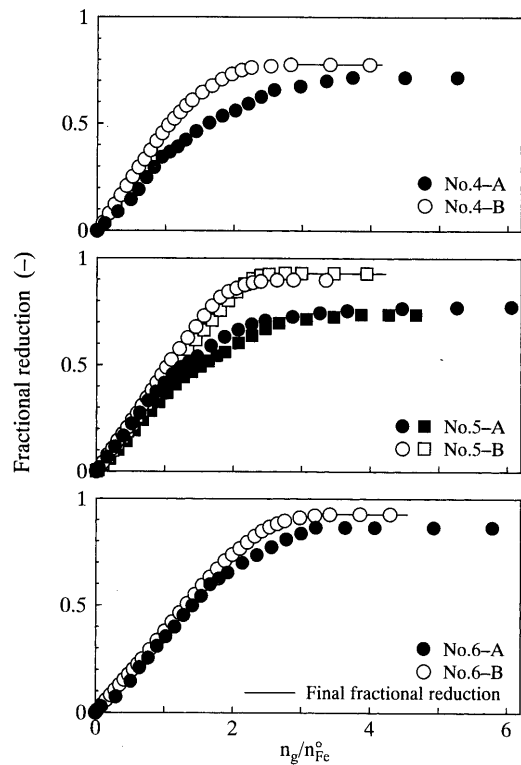 1
0.5
0
No.4–A
No.4–B
Fractional reduction (–)
1
0.5
0
No.5–A
No.5–B
1
0.5
0
No.6–A
No.6–B
Final fractional reduction
0 2 4 6
n_g/n°_Fe